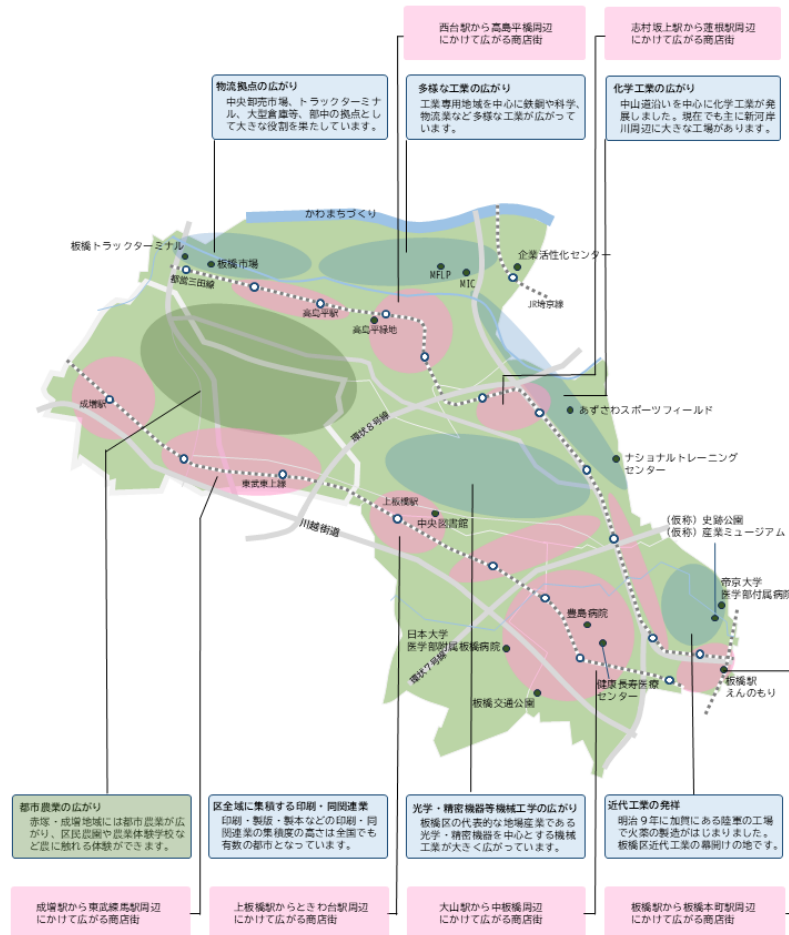 西台駅から高島平橋周辺
にかけて広がる商店街
志村坂上駅から蓮根駅周辺
にかけて広がる商店街
物流拠点の広がり
中央卸売市場、トラックターミナ
ル、大型倉庫等、部中の拠点と
して大きな役割を果たしています。
多様な工業の広がり
工業専用地域を中心に鉄鋼や科学、
物流業など多様な工業が広がって
います。
化学工業の広がり
中山道沿いを中心に化学工業が発
展しました。現在でも主に新河岸
川周辺に大きな工場があります。
かわまちづくり
板橋トラックターミナル
板橋市場
都営三田線
MFLP
MIC
企業活性化センター
JR埼京線
高島平駅
高島平緑地
成増駅
環状8号線
あずさわスポーツフィールド
ナショナルトレーニング
センター
東武東上線
上板橋駅
中央図書館
川越街道
(仮称)史跡公園
(仮称)産業ミュージアム
帝京大学
医学部付属病院
豊島病院
日本大学
医学部附属板橋病院
環状7号線
健康長寿医療
センター
板橋駅
えんのもり
板橋交通公園
都市農業の広がり
赤塚・成増地域には都市農業が広
がり、区民農園や農業体験学校な
ど農に触れる体験ができます。
区全域に集積する印刷・同関連業
印刷・製版・製本などの印刷・同
関連業の集積度の高さは全国でも
有数の都市となっています。
光学・精密機器等機械工学の広がり
板橋区の代表的な地場産業である
光学・精密機器を中心とする機械
工業が大きく広がっています。
近代工業の発祥
明治9年に加賀にある陸軍の工場
で火薬の製造がはじまりました。
板橋区近代工業の幕開けの地です。
成増駅から東武練馬駅周辺
にかけて広がる商店街
上板橋駅からときわ台駅周辺
にかけて広がる商店街
大山駅から中板橋周辺
にかけて広がる商店街
板橋駅から板橋本町駅周辺
にかけて広がる商店街